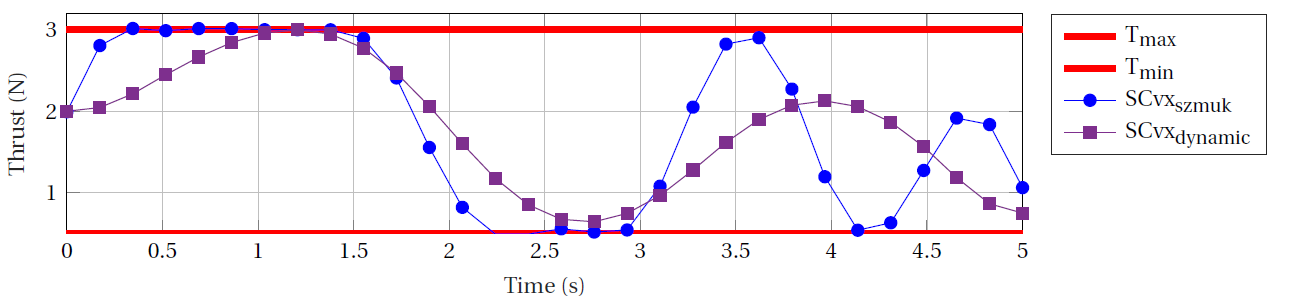 3
2
1
Thrust (N)
0 0.5 1 1.5 2 2.5 3 3.5 4 4.5 5
Time (s)
Tmax
Tmin
SCvxszmuk
SCvxdynamic